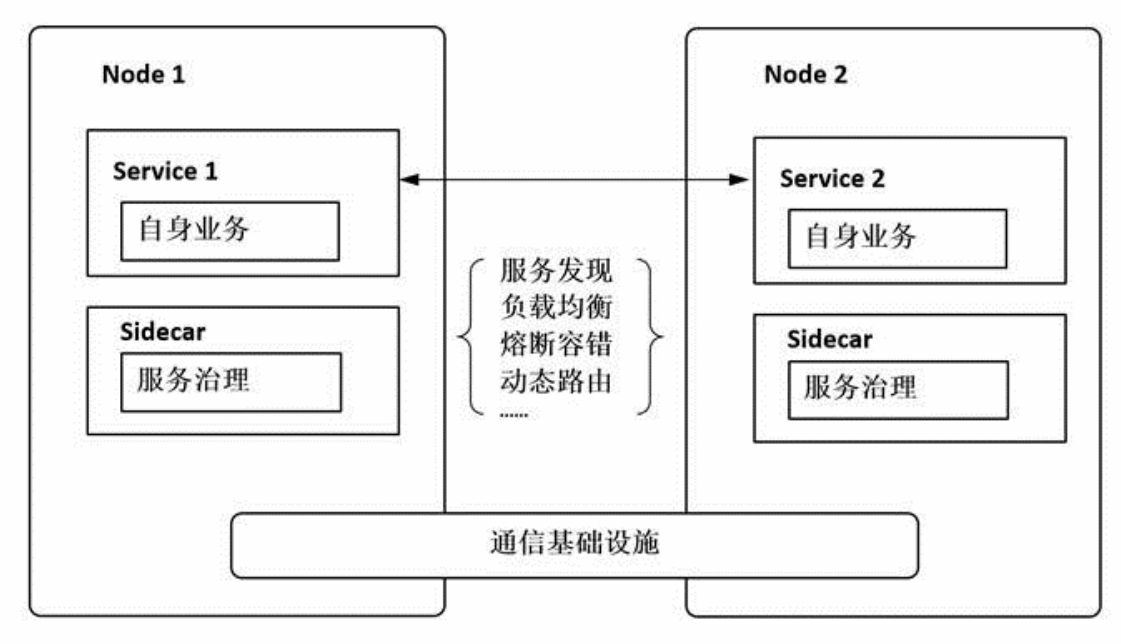 Node 1
Service 1
自身业务
Sidecar
服务治理
服务发现
负载均衡
熔断容错
动态路由
......
Node 2
Service 2
自身业务
Sidecar
服务治理
通信基础设施